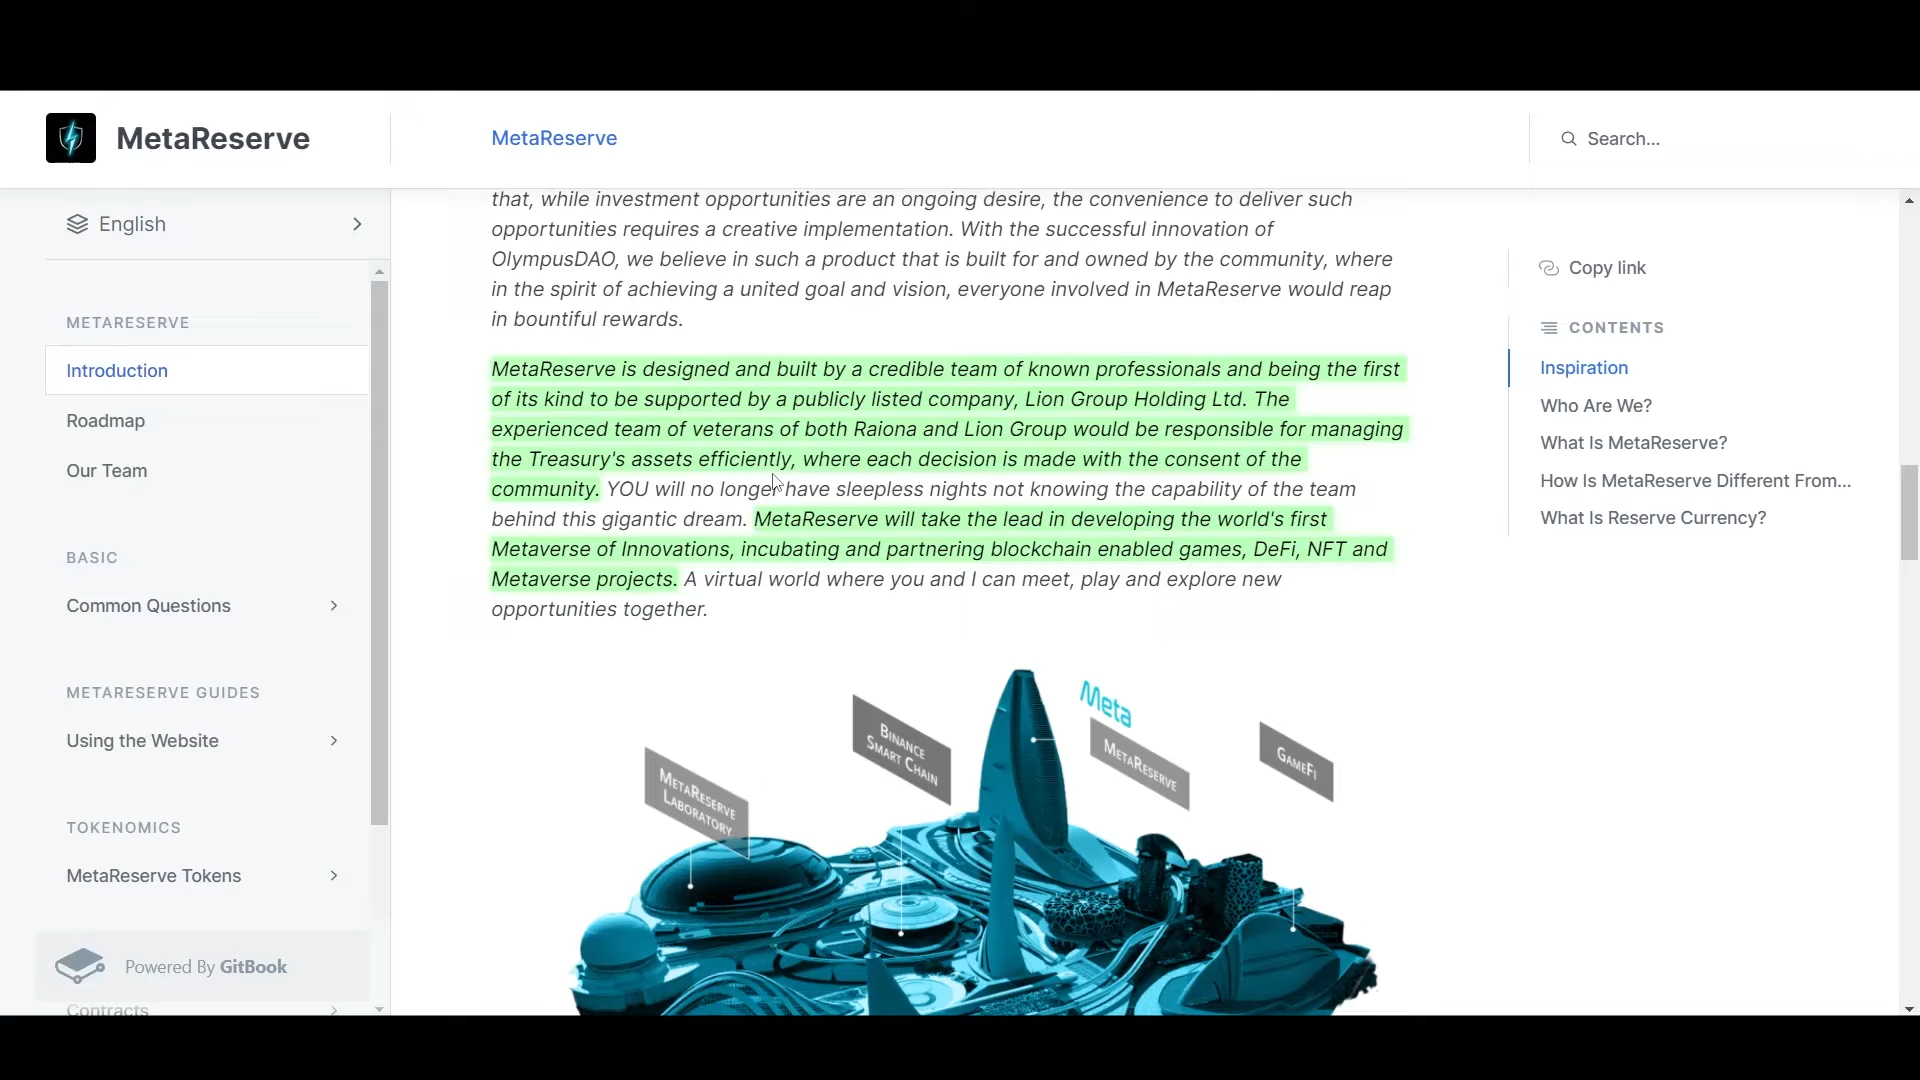 MetaReserve
MetaReserve
Search...
English
METARESERVE
Introduction
Roadmap
Our Team
BASIC
Common Questions
METARESERVE GUIDES
Using the Website
TOKENOMICS
MetaReserve Tokens
Powered By GitBook
Contracts
that, while investment opportunities are an ongoing desire, the convenience to deliver such
opportunities requires a creative implementation. With the successful innovation of
OlympusDAO, we believe in such a product that is built for and owned by the community, where
in the spirit of achieving a united goal and vision, everyone involved in MetaReserve would reap
in bountiful rewards.
MetaReserve is designed and built by a credible team of known professionals and being the first
of its kind to be supported by a publicly listed company, Lion Group Holding Ltd. The
experienced team of veterans of both Raiona and Lion Group would be responsible for managing
the Treasury's assets efficiently, where each decision is made with the consent of the
community. YOU will no longer have sleepless nights not knowing the capability of the team
behind this gigantic dream. MetaReserve will take the lead in developing the world's first
Metaverse of Innovations, incubating and partnering blockchain enabled games, DeFi, NFT and
Metaverse projects. A virtual world where you and I can meet, play and explore new
opportunities together.
METARESERVE
LABORATORY
BINANCE
SMART CHAIN
Meta
METARESERVE
GAMEFI
Copy link
CONTENTS
Inspiration
Who Are We?
What Is MetaReserve?
How Is MetaReserve Different From...
What Is Reserve Currency?